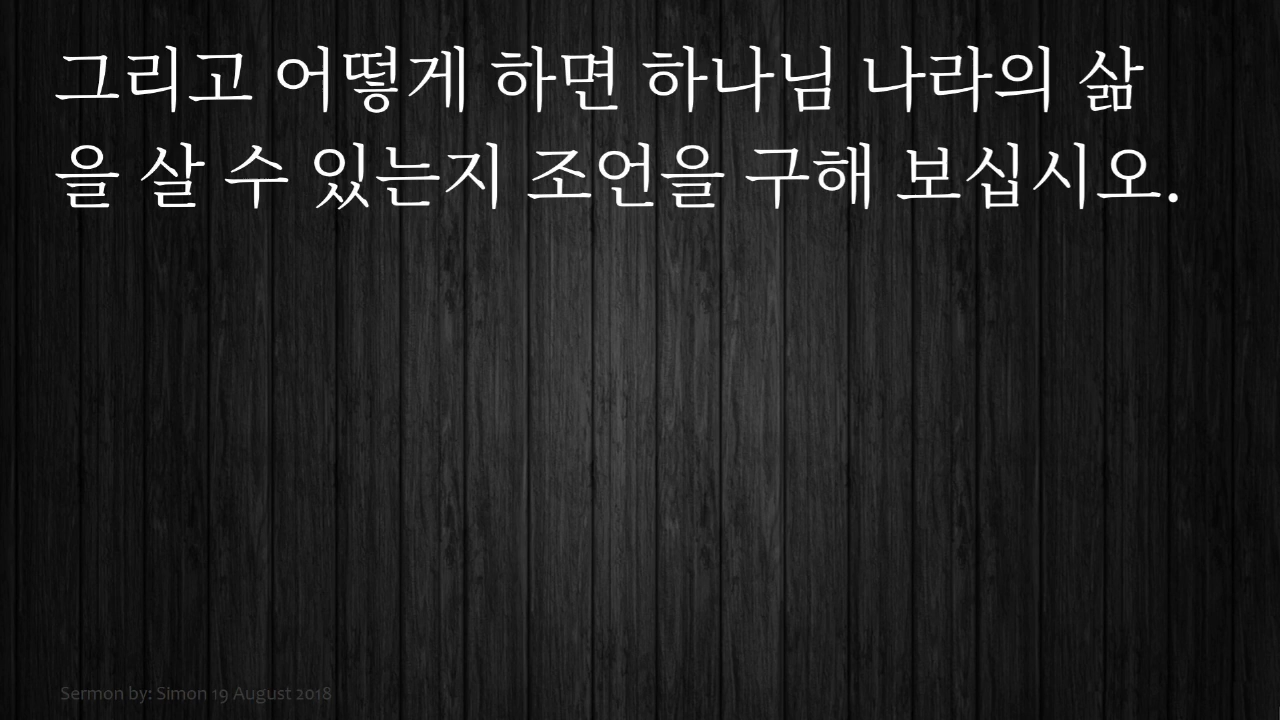 그리고 어떻게 하면 하나님 나라의 삶
을 살 수 있는지 조언을 구해 보십시오.
Sermon by: Simon 19 August 2018